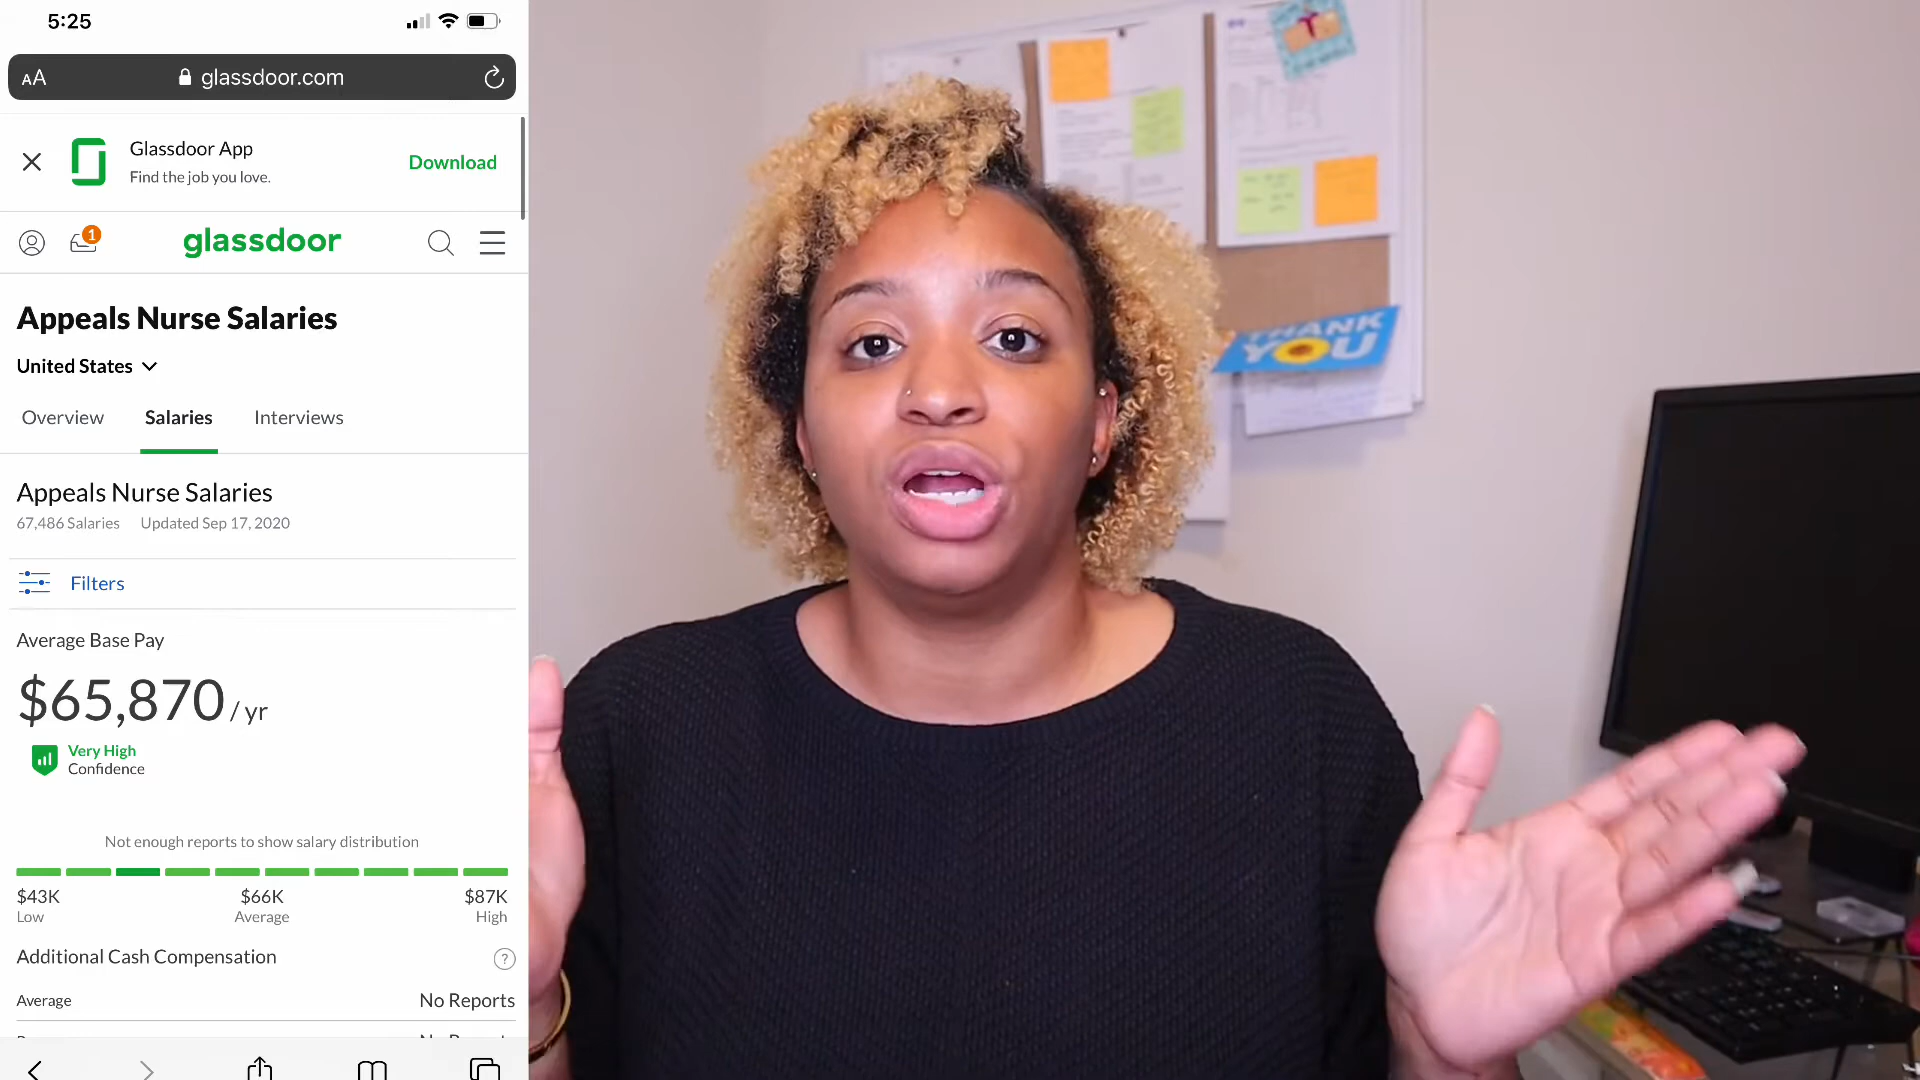 5:25
AA glassdoor.com
Glassdoor App
Find the job you love.
Download
1
glassdoor
Appeals Nurse Salaries
United States
Overview Salaries Interviews
Appeals Nurse Salaries
67,486 Salaries Updated Sep 17, 2020
Filters
Average Base Pay
$65,870 / yr
Very High
Confidence
Not enough reports to show salary distribution
$43K $66K $87K
Low Average High
Additional Cash Compensation ?
Average No Reports
THANK
YOU